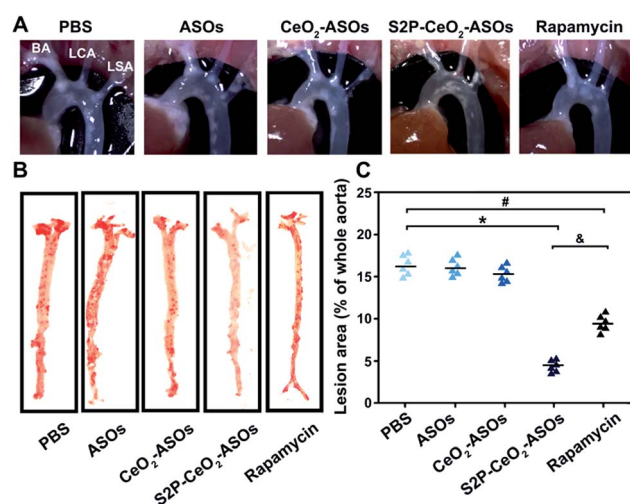 A
PBS
ASOs
CeO₂-ASOs
S2P-CeO₂-ASOs
Rapamycin
BA
LCA
LSA
B
PBS
ASOs
CeO₂-ASOs
S2P-CeO₂-ASOs
Rapamycin
C
Lesion area (% of whole aorta)
25
20
15
10
5
0
#
*
&
PBS
ASOs
CeO₂-ASOs
S2P-CeO₂-ASOs
Rapamycin